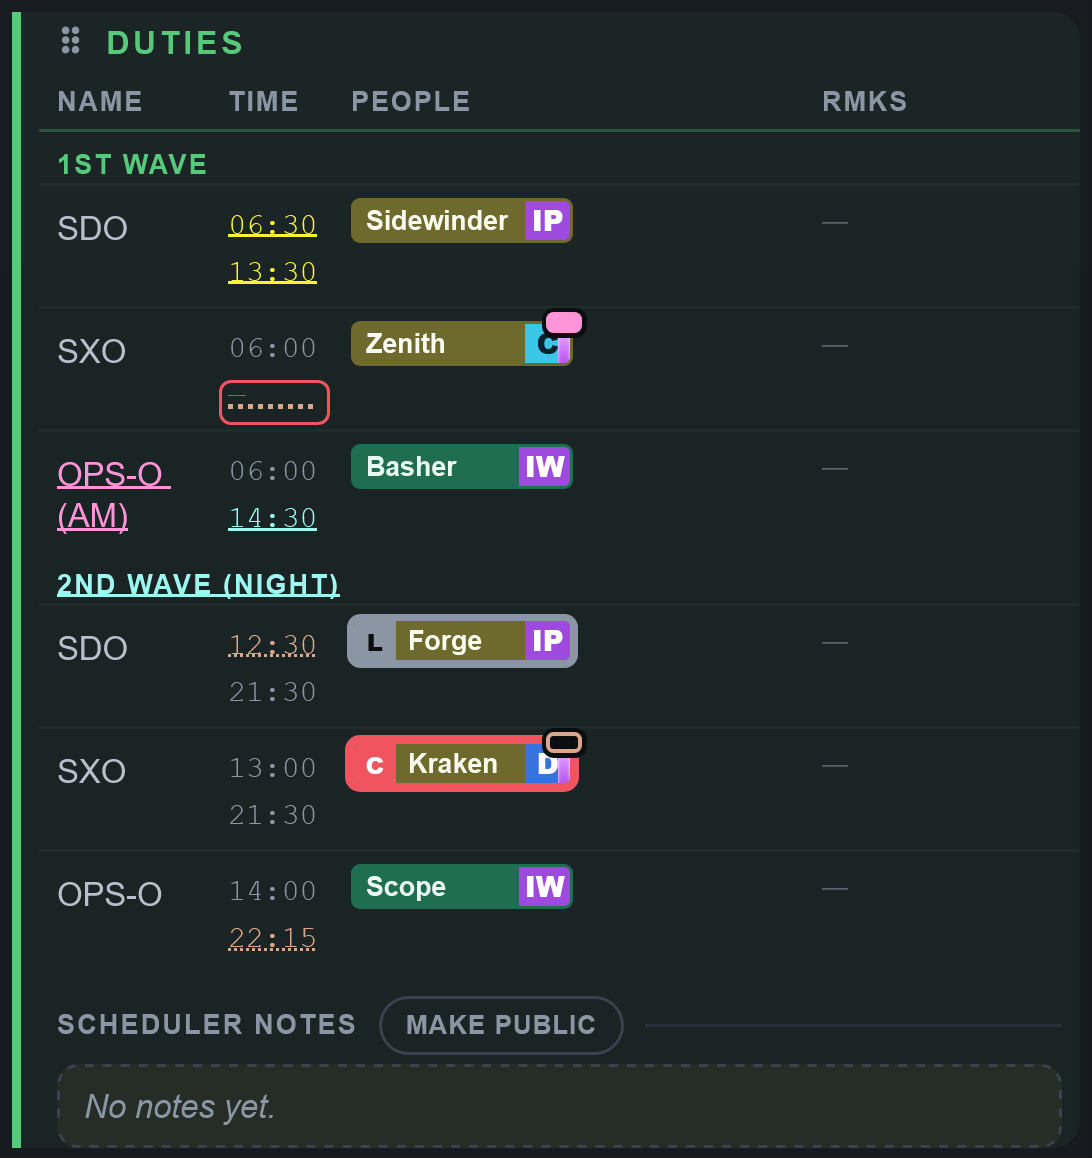 DUTIES
NAME TIME PEOPLE RMKS
1ST WAVE
SDO 06:30 Sidewinder IP —
13:30
SXO 06:00 Zenith C —
—
OPS-O 06:00 Basher IW —
(AM) 14:30
2ND WAVE (NIGHT)
SDO 12:30 L Forge IP —
21:30
SXO 13:00 C Kraken D —
21:30
OPS-O 14:00 Scope IW —
22:15
SCHEDULER NOTES MAKE PUBLIC
No notes yet.